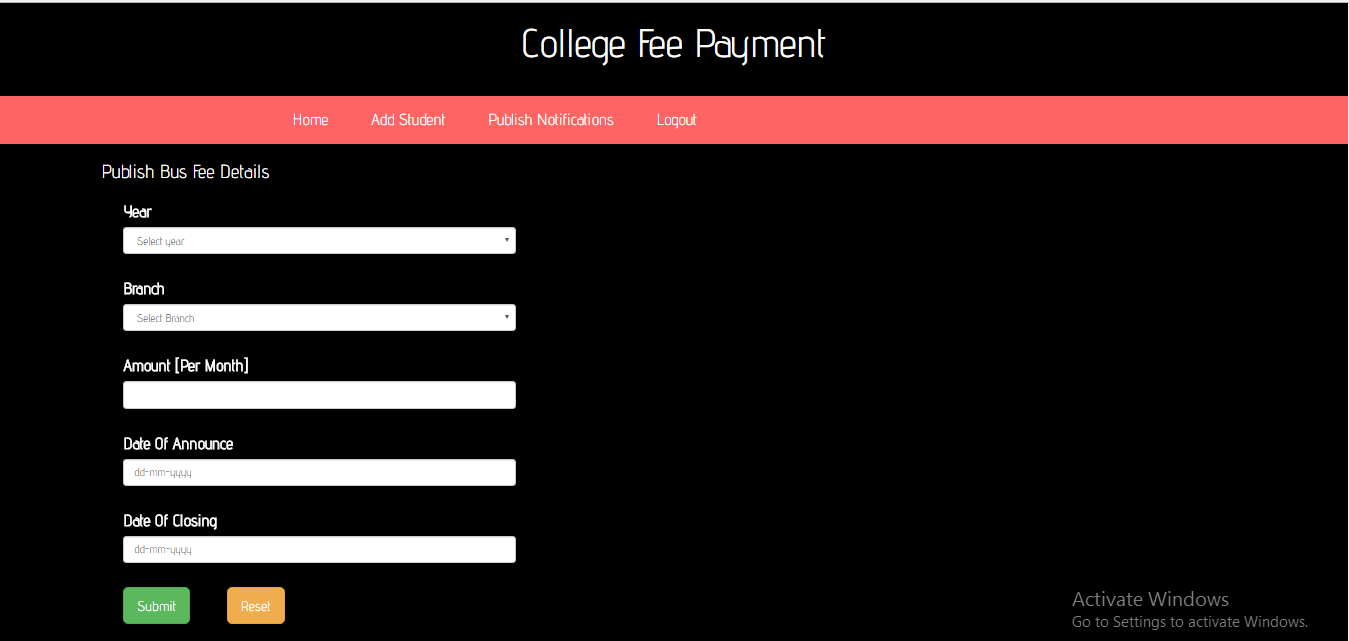 College Fee Payment
Home Add Student Publish Notifications Logout
Publish Bus Fee Details
Year
Select year
Branch
Select Branch
Amount [Per Month]
Date Of Announce
dd-mm-yyyy
Date Of Closing
dd-mm-yyyy
Submit Reset
Activate Windows
Go to Settings to activate Windows.